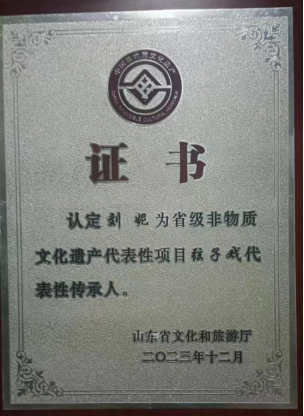 中国非物质文化遗产
证书
认定刘妮为省级非物质
文化遗产代表性项目弦子戏代
表性传承人。
山东省文化和旅游厅
二〇二三年十二月